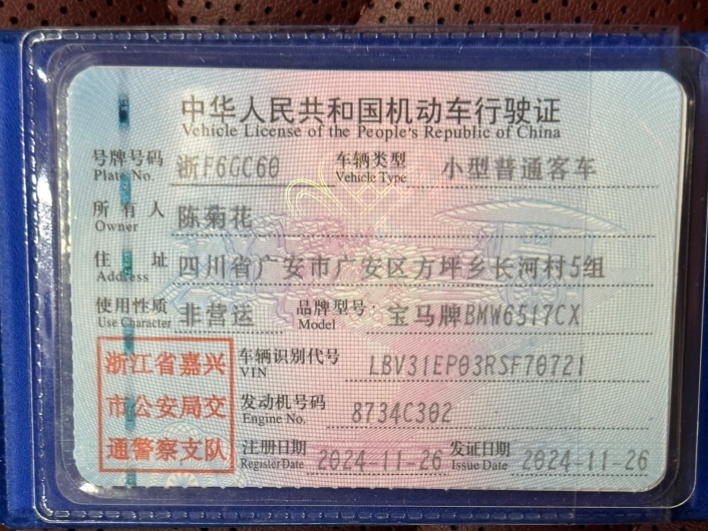 中华人民共和国机动车行驶证
Vehicle License of the People's Republic of China
号牌号码 浙F6GC60 车辆类型 小型普通客车
Plate No. Vehicle Type
所有人 陈菊花
Owner
住址 四川省广安市广安区方坪乡长河村5组
Address
使用性质 非营运 品牌型号 宝马牌BMW6517CX
Use Character Model
浙江省嘉兴 车辆识别代号 LBV31EP03RSF70721
VIN
市公安局交 发动机号码 8734C302
Engine No.
通警察支队 注册日期 2024-11-26 发证日期 2024-11-26
Register Date Issue Date